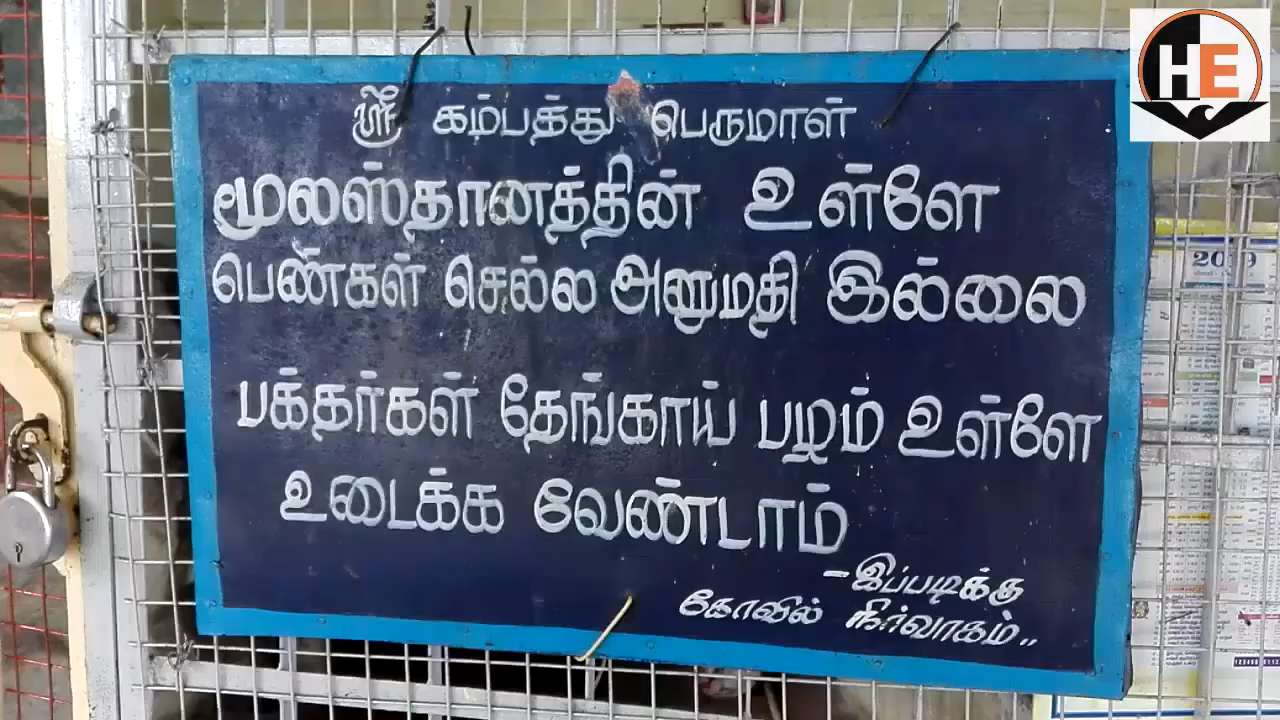 HE
ஸ்ரீ கம்பத்து பெருமாள்
மூலஸ்தானத்தின் உள்ளே
பெண்கள் செல்ல அனுமதி இல்லை
பக்தர்கள் தேங்காய் பழம் உள்ளே
உடைக்க வேண்டாம்
-இப்படிக்கு
கோவில் நிர்வாகம்..
2019